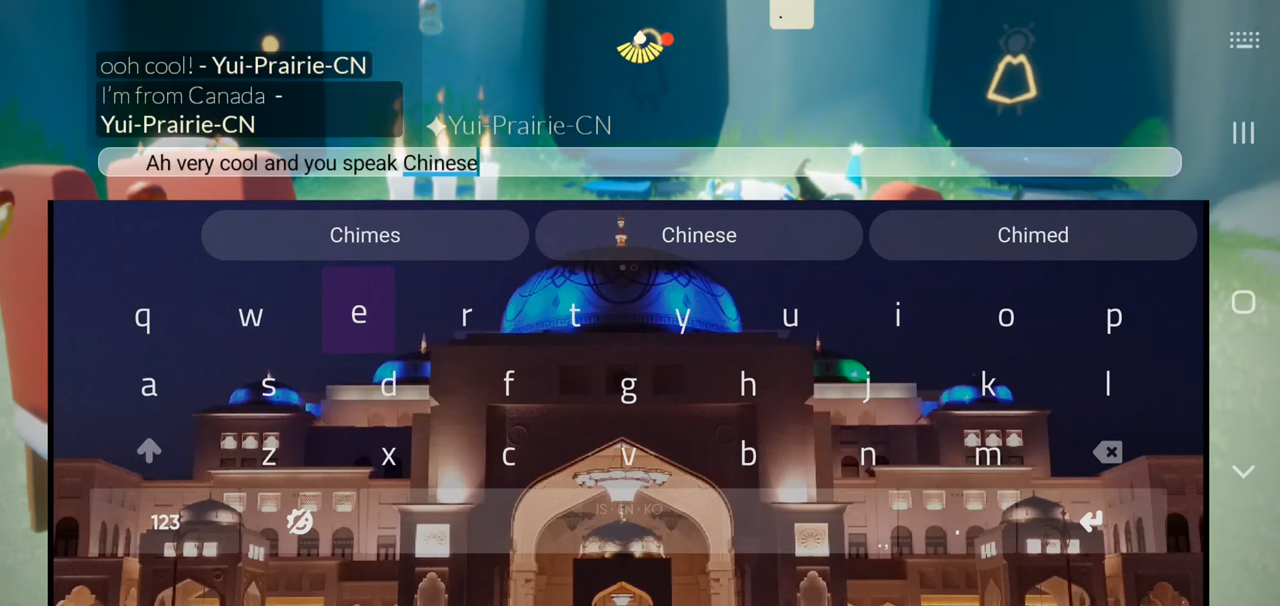 ooh cool! - Yui-Prairie-CN
I'm from Canada -
Yui-Prairie-CN
✦Yui-Prairie-CN
Ah very cool and you speak Chinese
Chimes Chinese Chimed
q w e r t y u i o p
a s d f g h j k l
z x c v b n m
IS · EN · KO
123 ., .